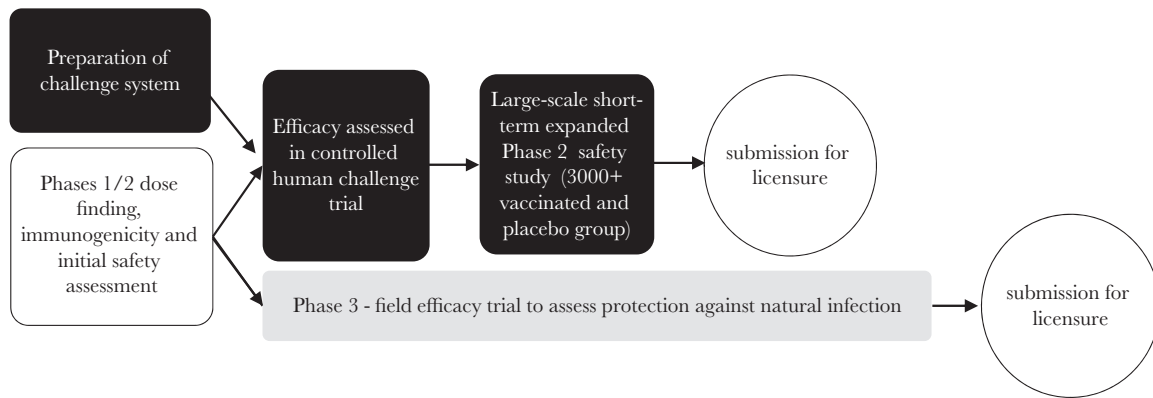 Preparation of
challenge system
Phases 1/2 dose
finding,
immunogenicity and
initial safety
assessment
Efficacy assessed
in controlled
human challenge
trial
Large-scale short-
term expanded
Phase 2 safety
study (3000+
vaccinated and
placebo group)
submission for
licensure
Phase 3 - field efficacy trial to assess protection against natural infection
submission for
licensure